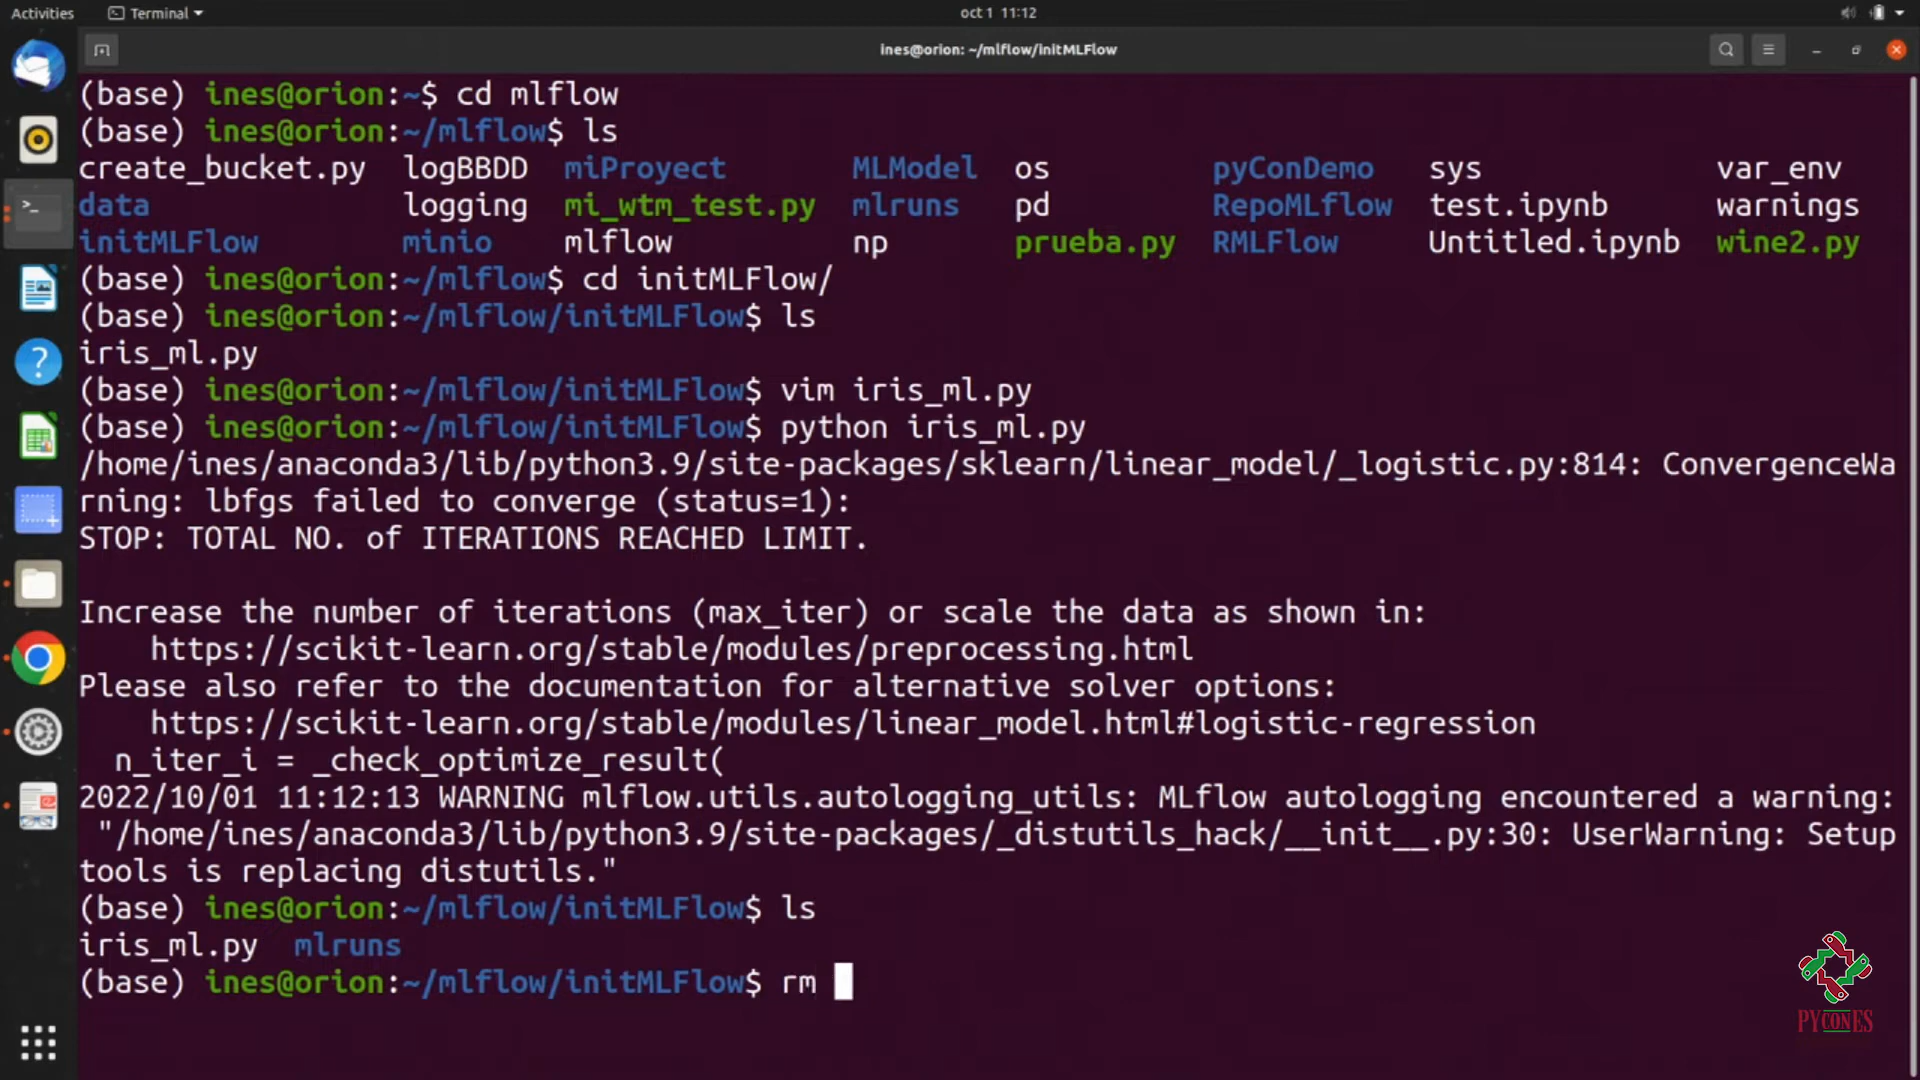 Activities
Terminal
oct 1 11:12
ines@orion: ~/mlflow/initMLFlow
(base) ines@orion:~$ cd mlflow
(base) ines@orion:~/mlflow$ ls
create_bucket.py logBBDD miProyect MLModel os pyConDemo sys var_env
data logging mi_wtm_test.py mlruns pd RepoMLflow test.ipynb warnings
initMLFlow minio mlflow np prueba.py RMLFlow Untitled.ipynb wine2.py
(base) ines@orion:~/mlflow$ cd initMLFlow/
(base) ines@orion:~/mlflow/initMLFlow$ ls
iris_ml.py
(base) ines@orion:~/mlflow/initMLFlow$ vim iris_ml.py
(base) ines@orion:~/mlflow/initMLFlow$ python iris_ml.py
/home/ines/anaconda3/lib/python3.9/site-packages/sklearn/linear_model/_logistic.py:814: ConvergenceWa
rning: lbfgs failed to converge (status=1):
STOP: TOTAL NO. of ITERATIONS REACHED LIMIT.
Increase the number of iterations (max_iter) or scale the data as shown in:
https://scikit-learn.org/stable/modules/preprocessing.html
Please also refer to the documentation for alternative solver options:
https://scikit-learn.org/stable/modules/linear_model.html#logistic-regression
n_iter_i = _check_optimize_result(
2022/10/01 11:12:13 WARNING mlflow.utils.autologging_utils: MLflow autologging encountered a warning:
"/home/ines/anaconda3/lib/python3.9/site-packages/_distutils_hack/__init__.py:30: UserWarning: Setup
tools is replacing distutils."
(base) ines@orion:~/mlflow/initMLFlow$ ls
iris_ml.py mlruns
(base) ines@orion:~/mlflow/initMLFlow$ rm
PYCONES